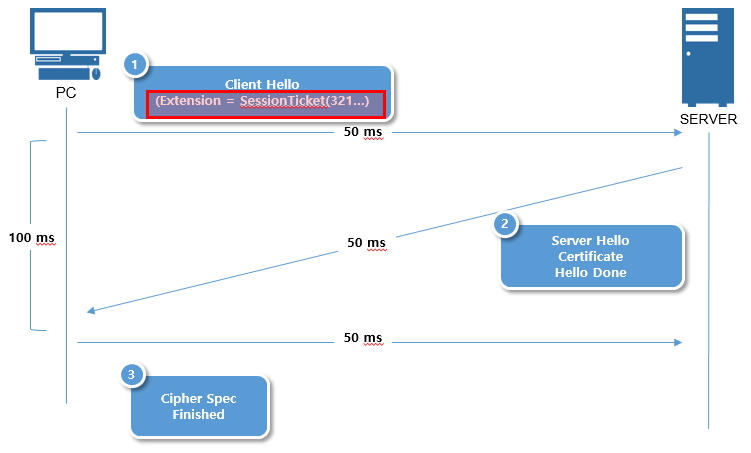 1
Client Hello
(Extension = SessionTicket(321...)
PC
SERVER
50 ms
2
Server Hello
Certificate
Hello Done
100 ms
50 ms
50 ms
3
Cipher Spec
Finished